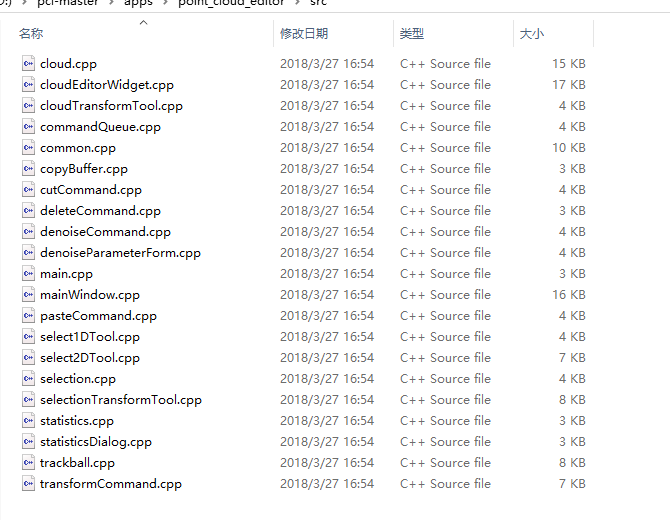 D:) › pcl-master › apps › point_cloud_editor › src
名称 修改日期 类型 大小
cloud.cpp 2018/3/27 16:54 C++ Source file 15 KB
cloudEditorWidget.cpp 2018/3/27 16:54 C++ Source file 17 KB
cloudTransformTool.cpp 2018/3/27 16:54 C++ Source file 4 KB
commandQueue.cpp 2018/3/27 16:54 C++ Source file 4 KB
common.cpp 2018/3/27 16:54 C++ Source file 10 KB
copyBuffer.cpp 2018/3/27 16:54 C++ Source file 3 KB
cutCommand.cpp 2018/3/27 16:54 C++ Source file 4 KB
deleteCommand.cpp 2018/3/27 16:54 C++ Source file 3 KB
denoiseCommand.cpp 2018/3/27 16:54 C++ Source file 4 KB
denoiseParameterForm.cpp 2018/3/27 16:54 C++ Source file 4 KB
main.cpp 2018/3/27 16:54 C++ Source file 3 KB
mainWindow.cpp 2018/3/27 16:54 C++ Source file 16 KB
pasteCommand.cpp 2018/3/27 16:54 C++ Source file 4 KB
select1DTool.cpp 2018/3/27 16:54 C++ Source file 4 KB
select2DTool.cpp 2018/3/27 16:54 C++ Source file 7 KB
selection.cpp 2018/3/27 16:54 C++ Source file 4 KB
selectionTransformTool.cpp 2018/3/27 16:54 C++ Source file 8 KB
statistics.cpp 2018/3/27 16:54 C++ Source file 3 KB
statisticsDialog.cpp 2018/3/27 16:54 C++ Source file 3 KB
trackball.cpp 2018/3/27 16:54 C++ Source file 8 KB
transformCommand.cpp 2018/3/27 16:54 C++ Source file 7 KB